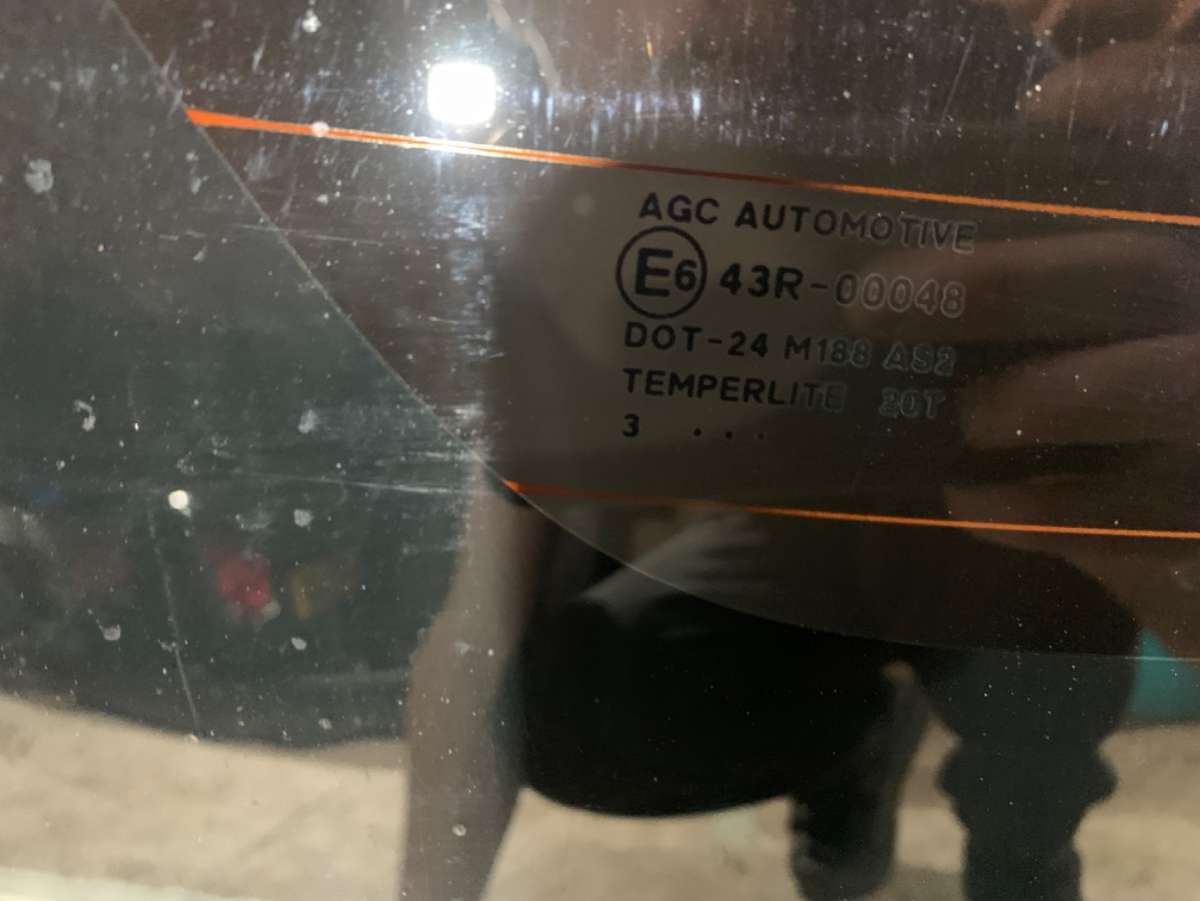 AGC AUTOMOTIVE
E6 43R-00048
DOT-24 M188 AS2
TEMPERLITE 20T
3 ...